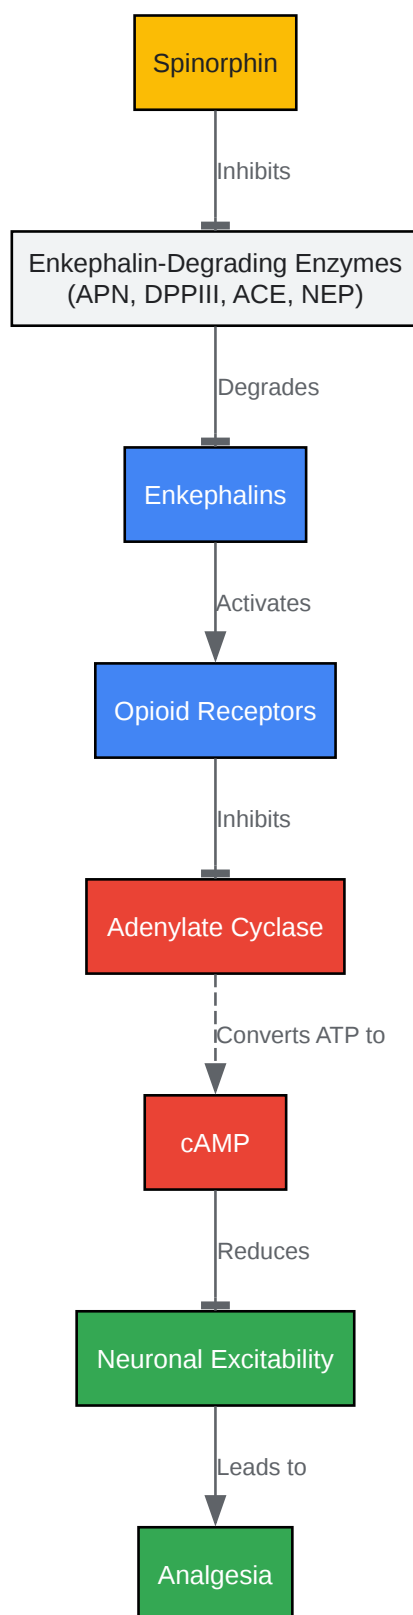 Spinorphin
Inhibits
Enkephalin-Degrading Enzymes
(APN, DPPIII, ACE, NEP)
Degrades
Enkephalins
Activates
Opioid Receptors
Inhibits
Adenylate Cyclase
Converts ATP to
cAMP
Reduces
Neuronal Excitability
Leads to
Analgesia